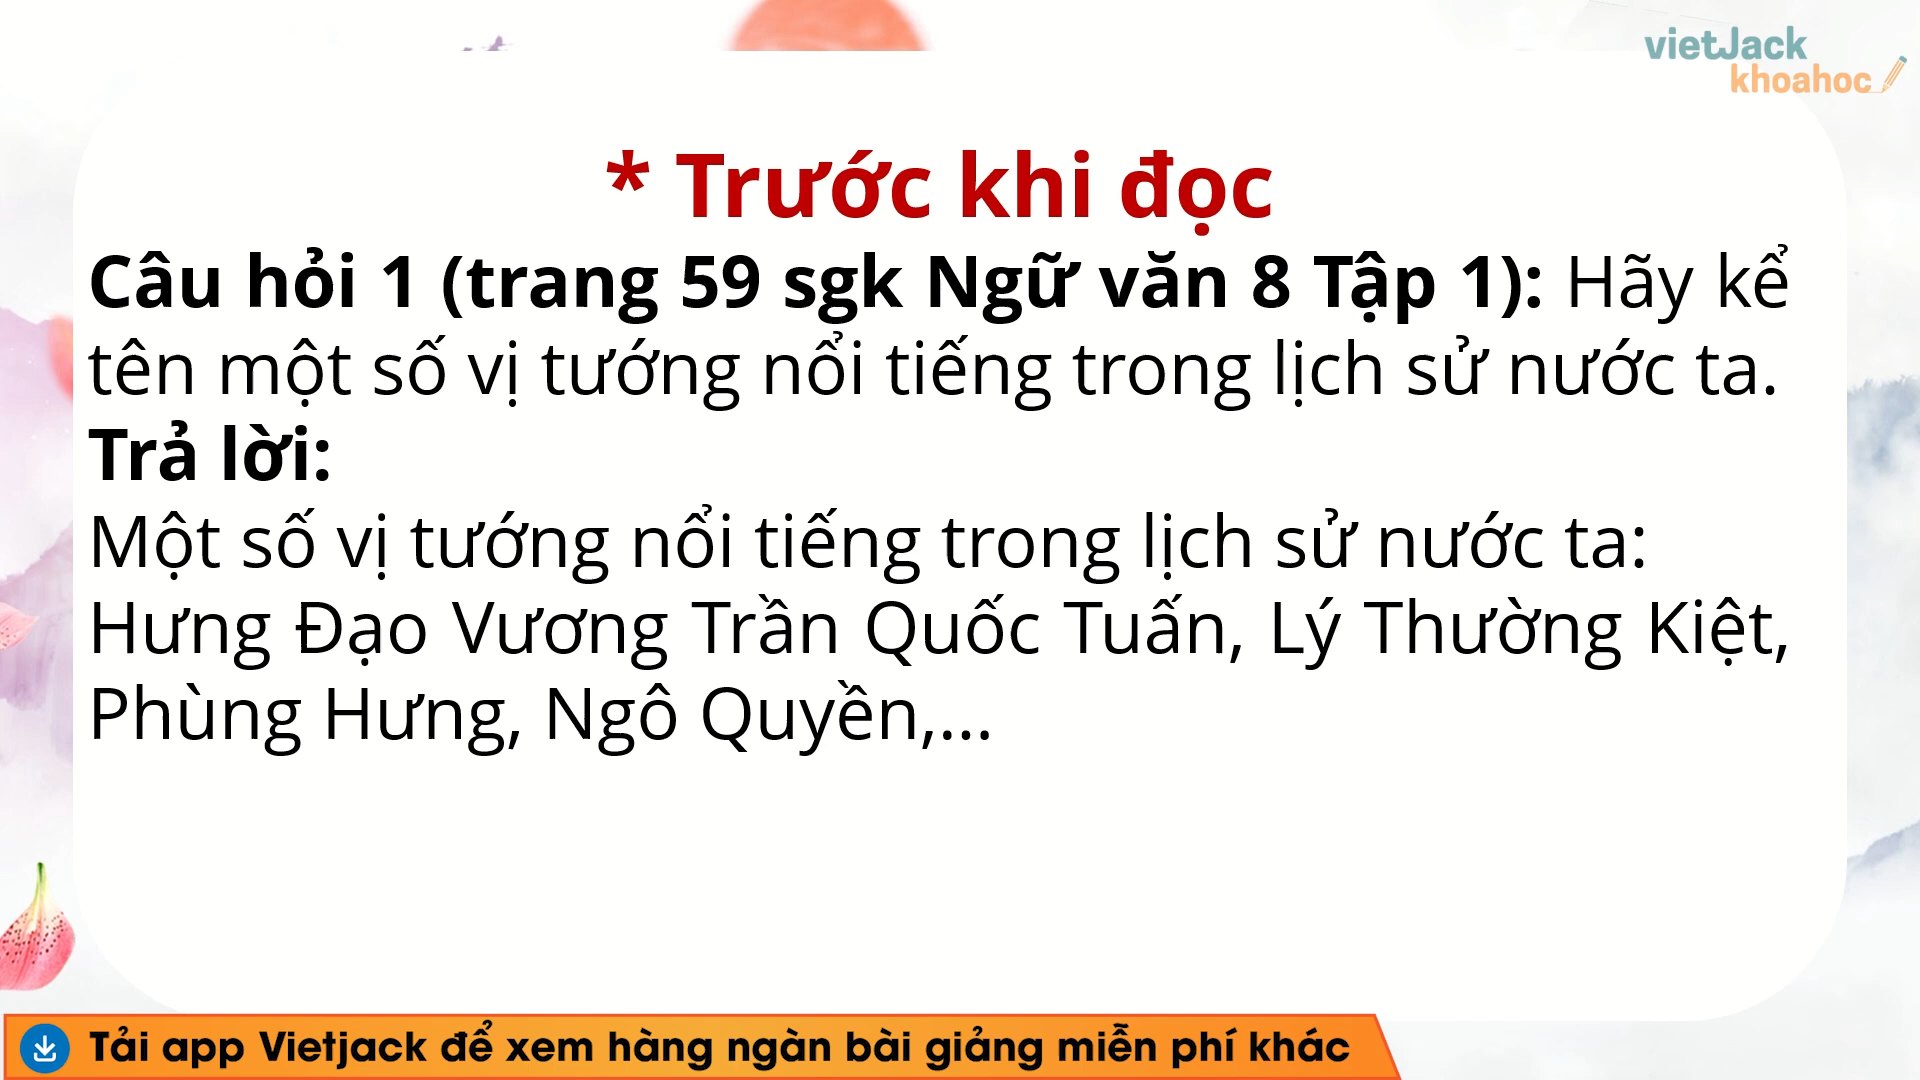 vietJack
khoahoc
* Trước khi đọc
Câu hỏi 1 (trang 59 sgk Ngữ văn 8 Tập 1): Hãy kể
tên một số vị tướng nổi tiếng trong lịch sử nước ta.
Trả lời:
Một số vị tướng nổi tiếng trong lịch sử nước ta:
Hưng Đạo Vương Trần Quốc Tuấn, Lý Thường Kiệt,
Phùng Hưng, Ngô Quyền,...
Tải app Vietjack để xem hàng ngàn bài giảng miễn phí khác